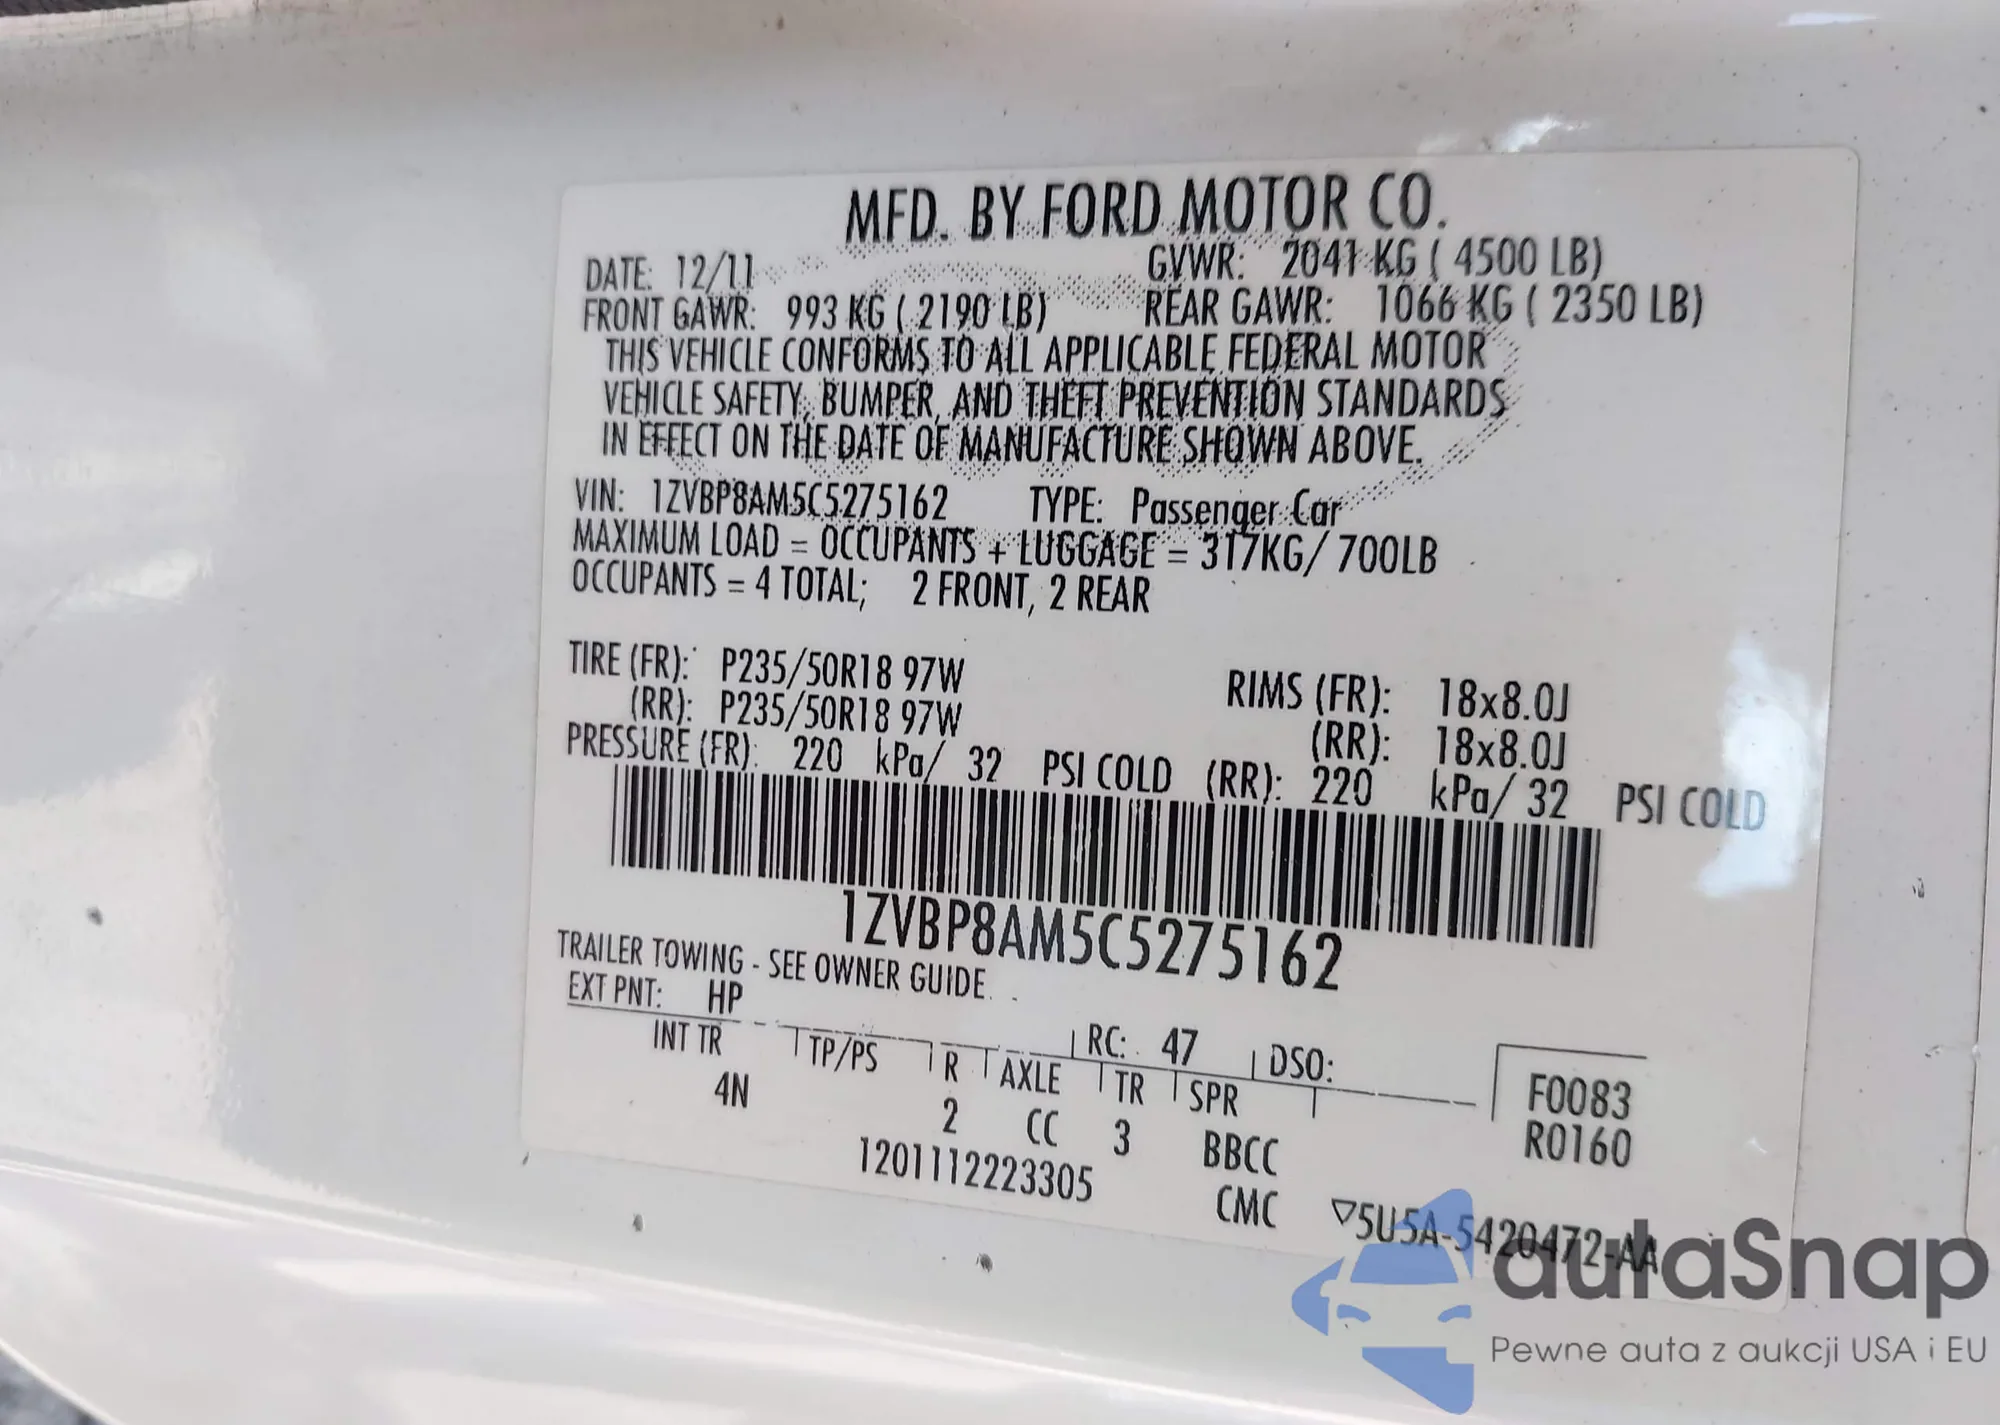 MFD. BY FORD MOTOR CO.
DATE: 12/11 GVWR: 2041 KG ( 4500 LB)
FRONT GAWR: 993 KG ( 2190 LB) REAR GAWR: 1066 KG ( 2350 LB)
THIS VEHICLE CONFORMS TO ALL APPLICABLE FEDERAL MOTOR
VEHICLE SAFETY, BUMPER, AND THEFT PREVENTION STANDARDS
IN EFFECT ON THE DATE OF MANUFACTURE SHOWN ABOVE.
VIN: 1ZVBP8AM5C5275162 TYPE: Passenger Car
MAXIMUM LOAD = OCCUPANTS + LUGGAGE = 317KG/ 700LB
OCCUPANTS = 4 TOTAL; 2 FRONT, 2 REAR
TIRE (FR): P235/50R18 97W RIMS (FR): 18x8.0J
(RR): P235/50R18 97W (RR): 18x8.0J
PRESSURE (FR): 220 kPa/ 32 PSI COLD (RR): 220 kPa/ 32 PSI COLD
1ZVBP8AM5C5275162
TRAILER TOWING - SEE OWNER GUIDE.
EXT PNT: HP RC: 47 DSO:
INT TR TP/PS R AXLE TR SPR F0083
4N 2 CC 3 BBCC R0160
1201112223305 CMC ▽5U5A-5420472-AA
autaSnap
Pewne auta z aukcji USA i EU